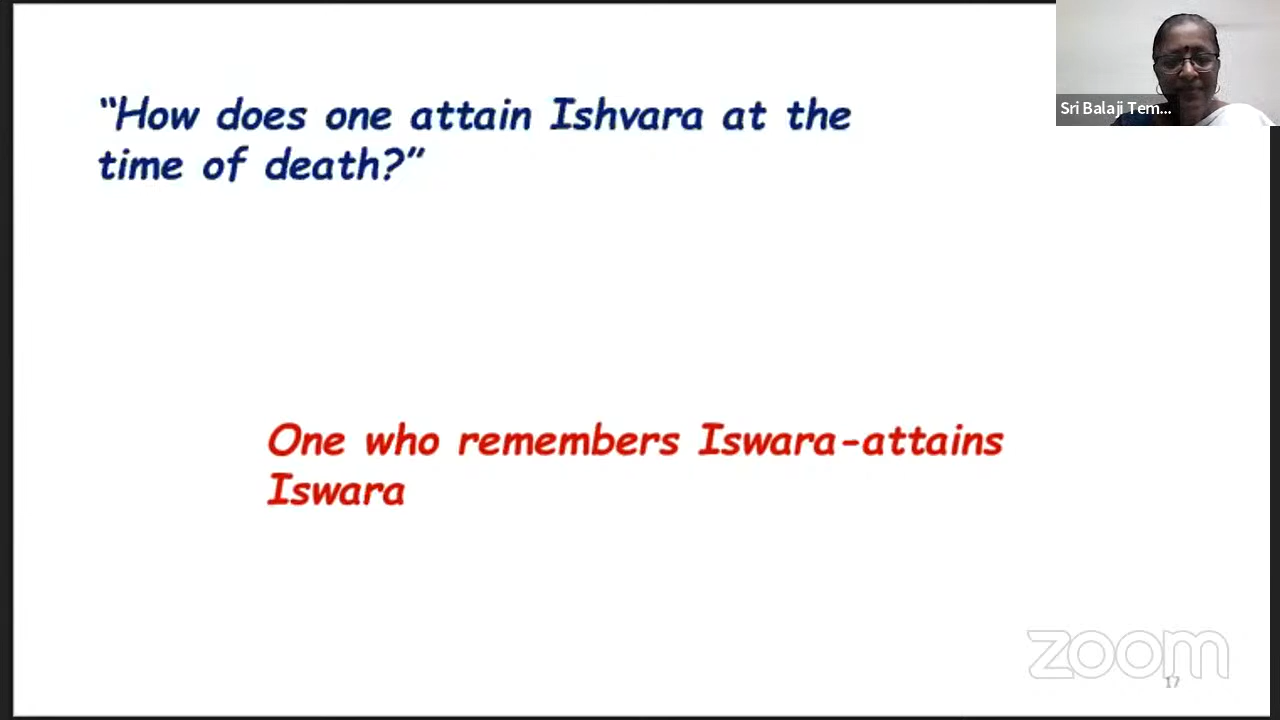 Sri Balaji Tem...
“How does one attain Ishvara at the
time of death?”
One who remembers Iswara-attains
Iswara
zoom
17